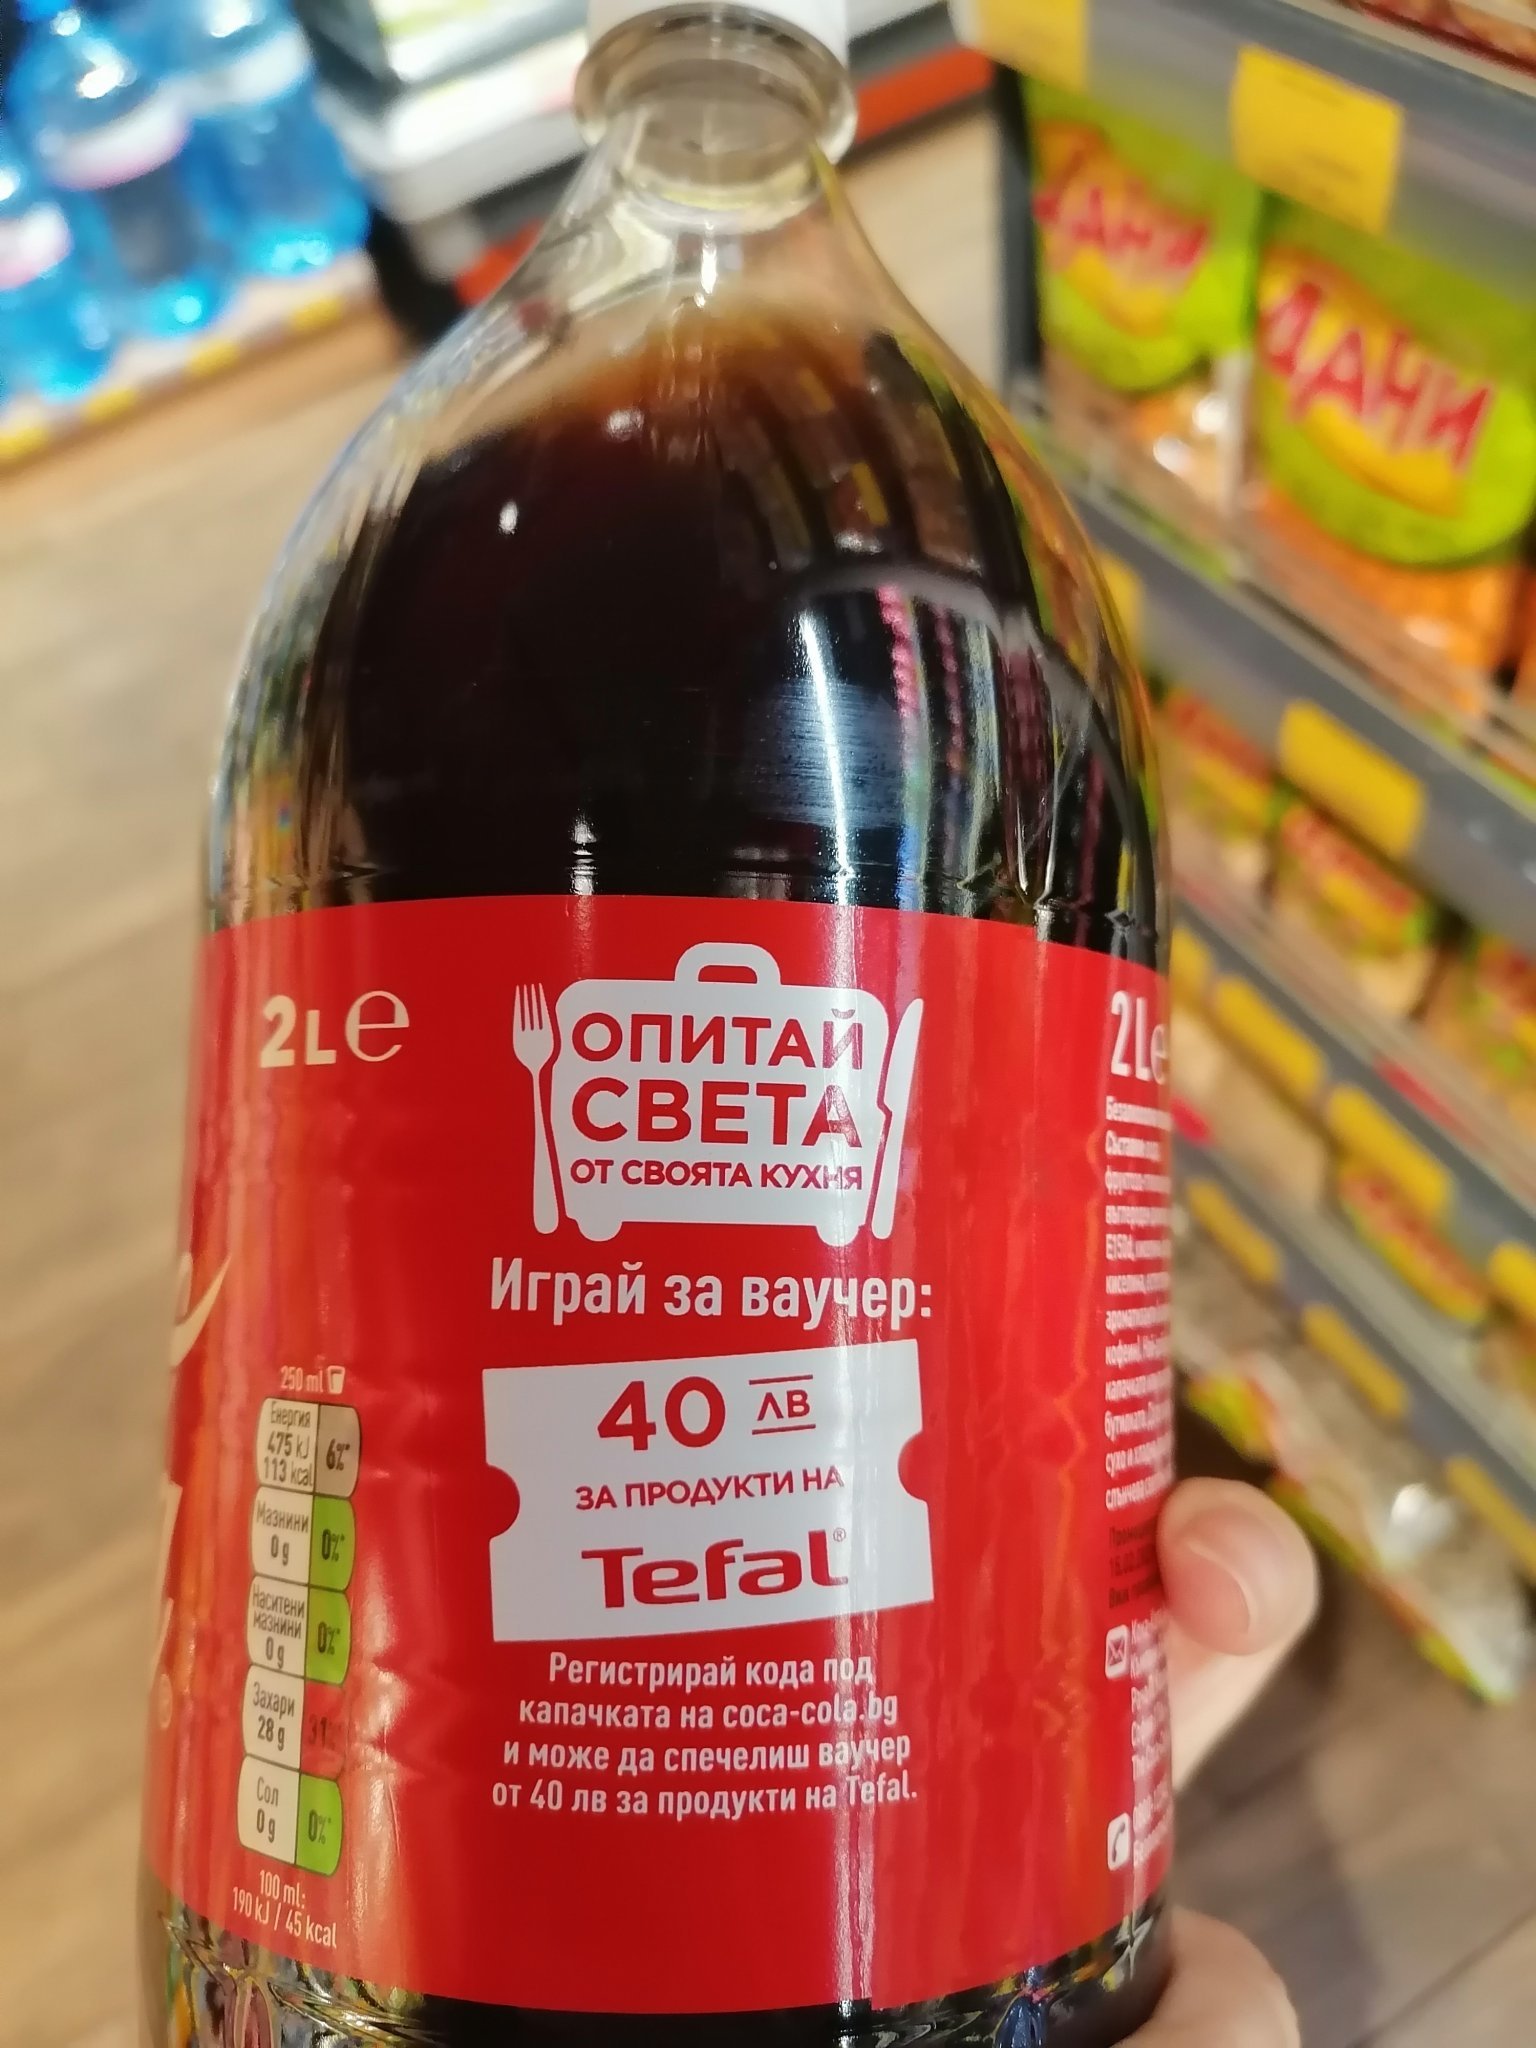 ДАНИ
ДАНИ
2L e
ОПИТАЙ
СВЕТА
ОТ СВОЯТА КУХНЯ
Играй за ваучер:
40 ЛВ
ЗА ПРОДУКТИ НА
Tefal®
Регистрирай кода под
капачката на coca-cola.bg
и може да спечелиш ваучер
от 40 лв за продукти на Tefal.
250 ml
Енергия
475 kJ
113 kcal
6%*
Мазнини
0 g
0%*
Наситени
мазнини
0 g
0%*
Захари
28 g
31%*
Сол
0 g
0%*
100 ml:
190 kJ / 45 kcal
2L e